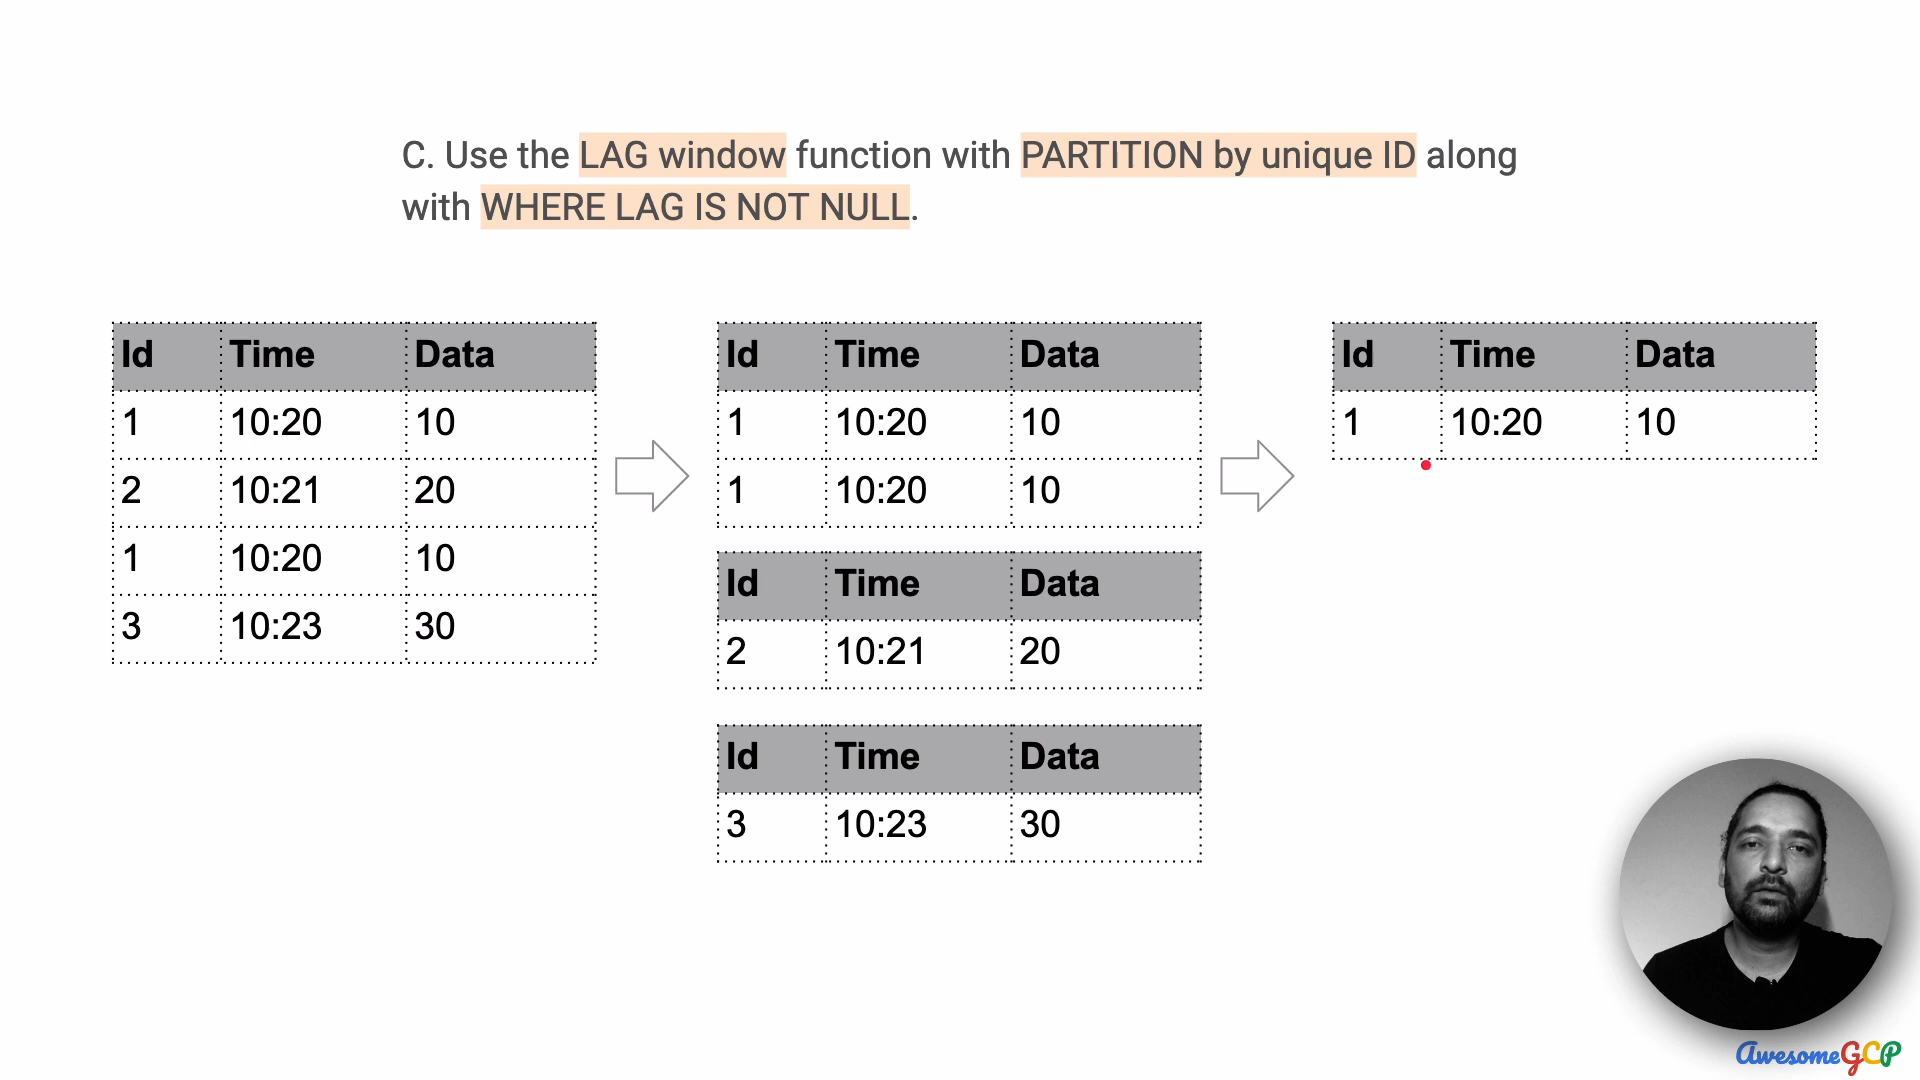 C. Use the LAG window function with PARTITION by unique ID along
with WHERE LAG IS NOT NULL.
Id Time Data
1 10:20 10
2 10:21 20
1 10:20 10
3 10:23 30
Id Time Data
1 10:20 10
1 10:20 10
Id Time Data
2 10:21 20
Id Time Data
3 10:23 30
Id Time Data
1 10:20 10
AwesomeGCP